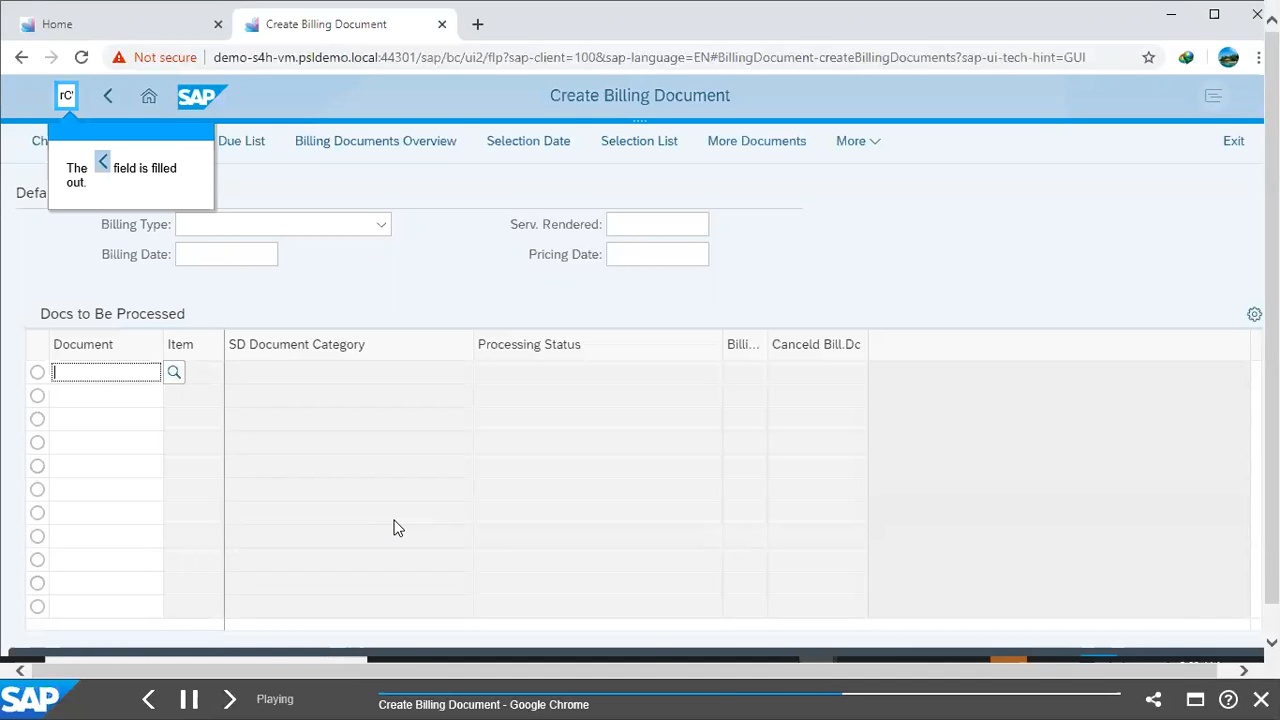 Home
Create Billing Document
Not secure
demo-s4h-vm.psldemo.local:44301/sap/bc/ui2/flp?sap-client=100&sap-language=EN#BillingDocument-createBillingDocuments?sap-ui-tech-hint=GUI
rC'
SAP
Create Billing Document
Ch
Due List
Billing Documents Overview
Selection Date
Selection List
More Documents
More
Exit
The < field is filled
out.
Defa
Billing Type:
Serv. Rendered:
Billing Date:
Pricing Date:
Docs to Be Processed
Document
Item
SD Document Category
Processing Status
Billi...
Canceld Bill.Dc
SAP
Playing
Create Billing Document - Google Chrome